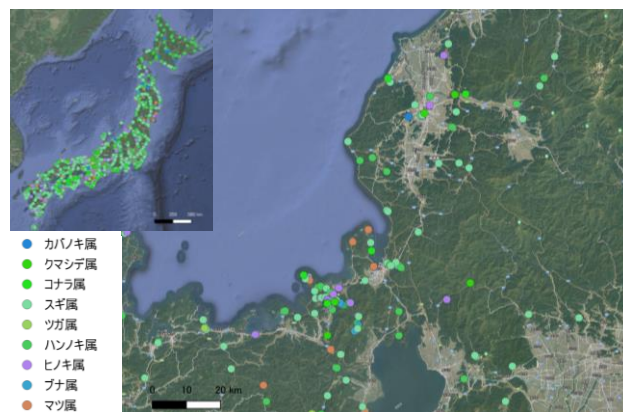 カバノキ属
クマシデ属
コナラ属
スギ属
ツガ属
ハンノキ属
ヒノキ属
ブナ属
マツ属
0 10 20 km